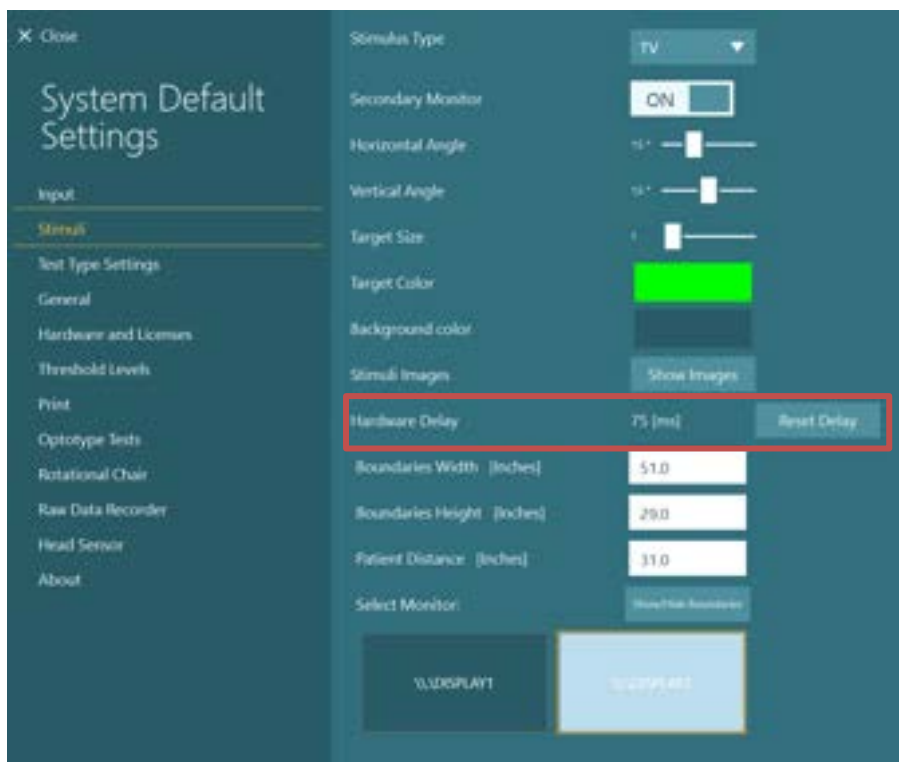 Close
System Default
Settings
Input
Stimuli
Test Type Settings
General
Hardware and Licenses
Threshold Levels
Print
Optotype Tests
Rotational Chair
Raw Data Recorder
Head Sensor
About
Stimulus Type
TV
Secondary Monitor
ON
Horizontal Angle
Vertical Angle
Target Size
Target Color
Background color
Stimuli Images
Show Images
Hardware Delay
75 [ms]
Reset Delay
Boundaries Width [Inches]
51.0
Boundaries Height [Inches]
29.0
Patient Distance [Inches]
31.0
Select Monitor:
Show/Hide Boundaries
\\.\DISPLAY1